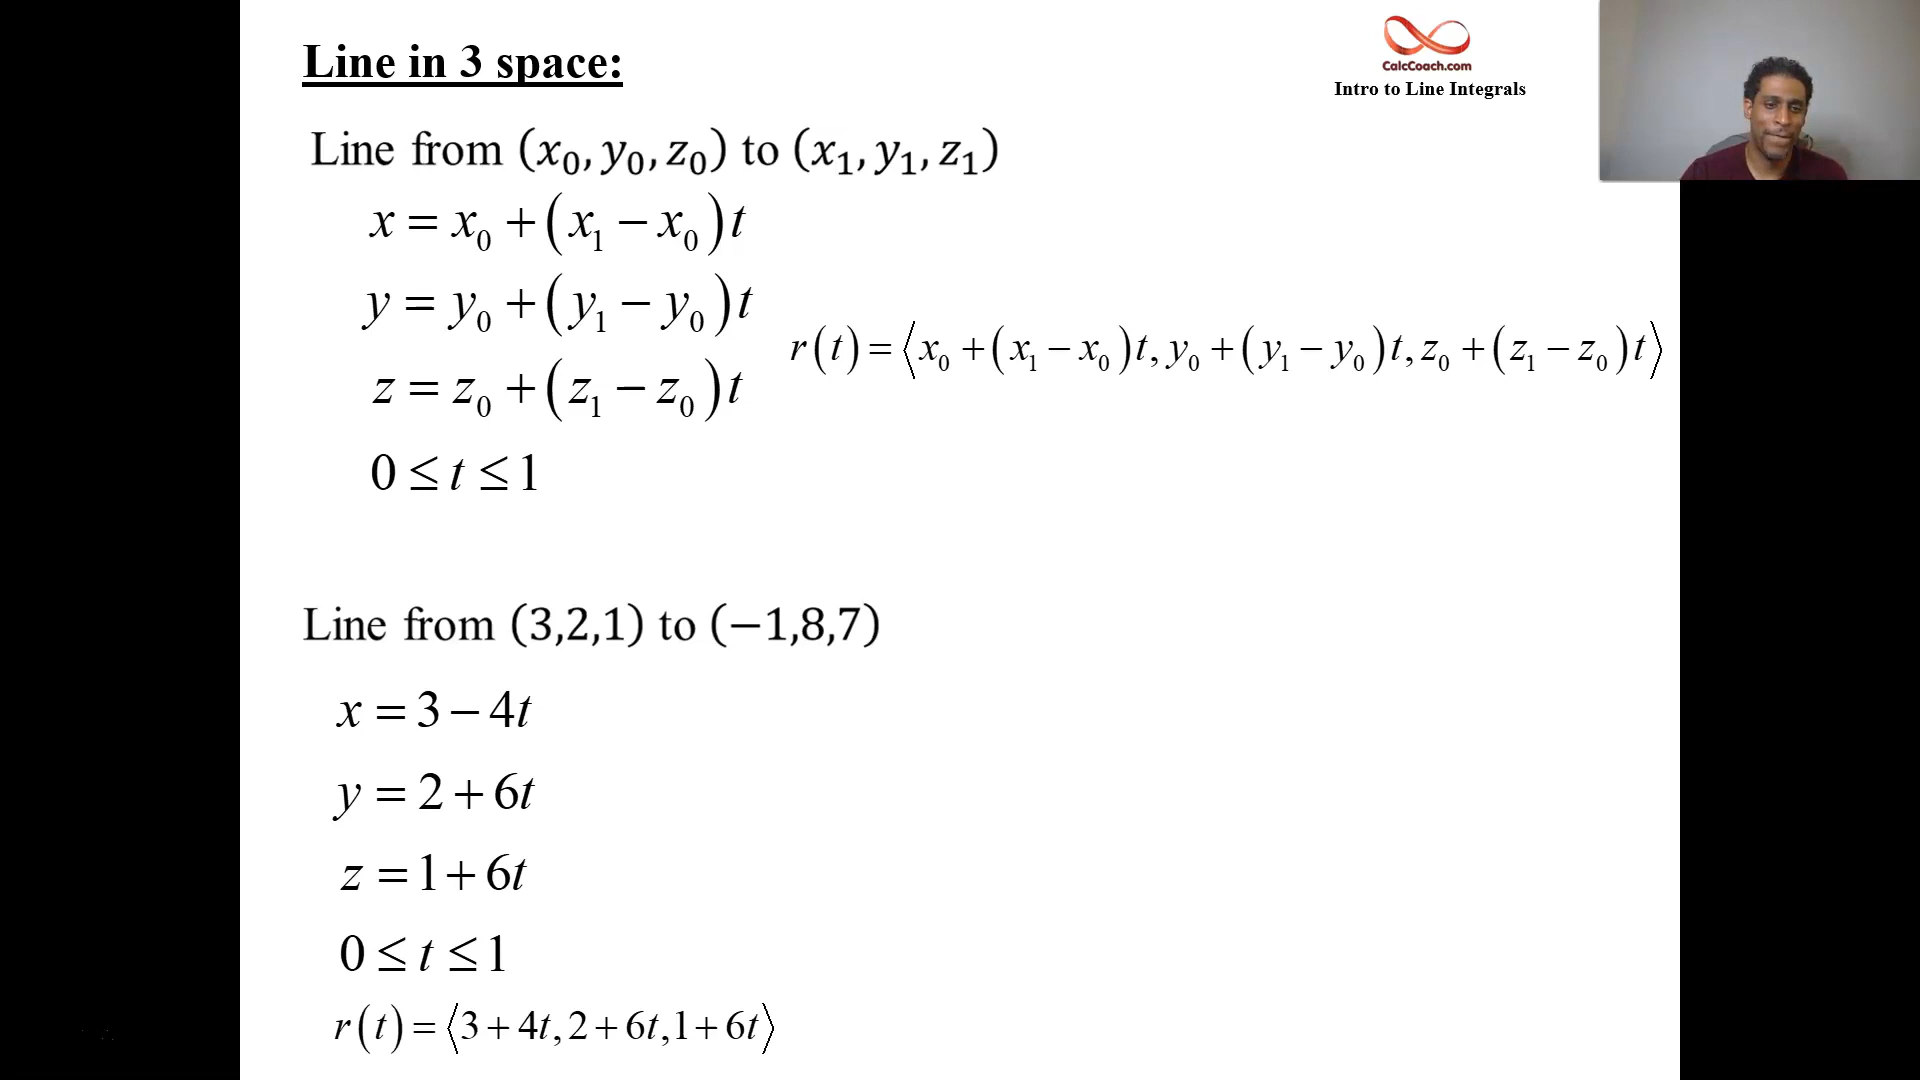 Line in 3 space:
CalcCoach.com
Intro to Line Integrals
Line from (x₀, y₀, z₀) to (x₁, y₁, z₁)
x = x₀ + (x₁ − x₀)t
y = y₀ + (y₁ − y₀)t
z = z₀ + (z₁ − z₀)t
r(t) = ⟨x₀ + (x₁ − x₀)t, y₀ + (y₁ − y₀)t, z₀ + (z₁ − z₀)t⟩
0 ≤ t ≤ 1
Line from (3,2,1) to (−1,8,7)
x = 3 − 4t
y = 2 + 6t
z = 1 + 6t
0 ≤ t ≤ 1
r(t) = ⟨3 + 4t, 2 + 6t, 1 + 6t⟩